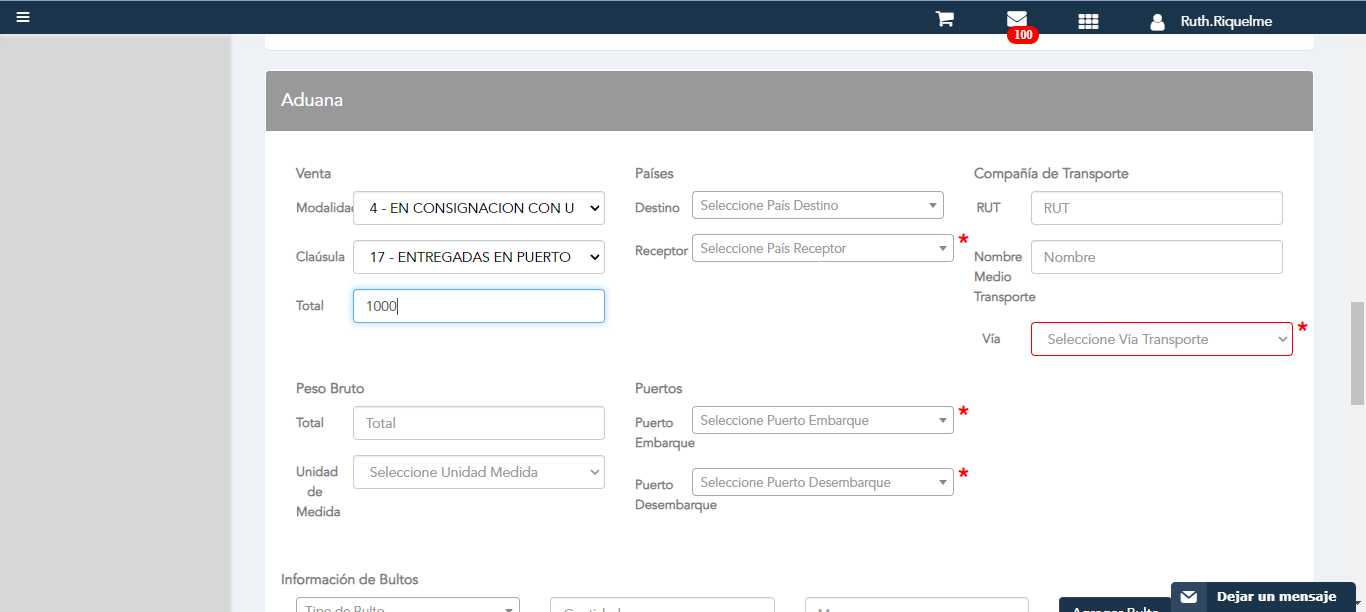 100
Ruth.Riquelme
Aduana
Venta
Modalidad
4 - EN CONSIGNACION CON U
Claúsula
17 - ENTREGADAS EN PUERTO
Total
1000
Países
Destino
Seleccione País Destino
Receptor
Seleccione País Receptor
*
Compañía de Transporte
RUT
RUT
Nombre
Medio
Transporte
Nombre
Vía
Seleccione Vía Transporte
*
Peso Bruto
Total
Total
Unidad
de
Medida
Seleccione Unidad Medida
Puertos
Puerto
Embarque
Seleccione Puerto Embarque
*
Puerto
Desembarque
Seleccione Puerto Desembarque
*
Información de Bultos
Tipo de Bulto
Cantidad
Agregar Bulto
Dejar un mensaje